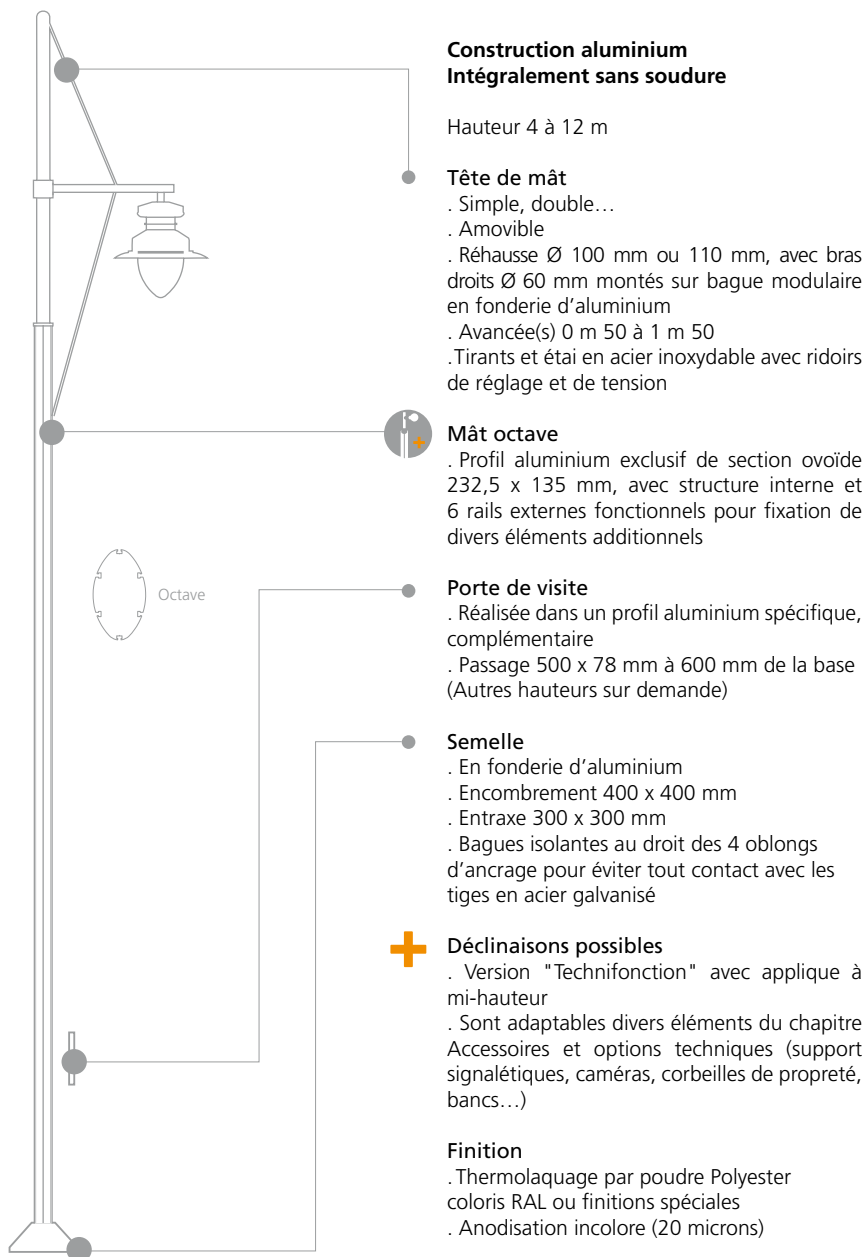 Construction aluminium
Intégralement sans soudure
Hauteur 4 à 12 m
Tête de mât
. Simple, double…
. Amovible
. Réhausse Ø 100 mm ou 110 mm, avec bras
droits Ø 60 mm montés sur bague modulaire
en fonderie d’aluminium
. Avancée(s) 0 m 50 à 1 m 50
.Tirants et étai en acier inoxydable avec ridoirs
de réglage et de tension
Mât octave
. Profil aluminium exclusif de section ovoïde
232,5 x 135 mm, avec structure interne et
6 rails externes fonctionnels pour fixation de
divers éléments additionnels
Octave
Porte de visite
. Réalisée dans un profil aluminium spécifique,
complémentaire
. Passage 500 x 78 mm à 600 mm de la base
(Autres hauteurs sur demande)
Semelle
. En fonderie d’aluminium
. Encombrement 400 x 400 mm
. Entraxe 300 x 300 mm
. Bagues isolantes au droit des 4 oblongs
d’ancrage pour éviter tout contact avec les
tiges en acier galvanisé
Déclinaisons possibles
. Version "Technifonction" avec applique à
mi-hauteur
. Sont adaptables divers éléments du chapitre
Accessoires et options techniques (support
signalétiques, caméras, corbeilles de propreté,
bancs…)
Finition
. Thermolaquage par poudre Polyester
coloris RAL ou finitions spéciales
. Anodisation incolore (20 microns)